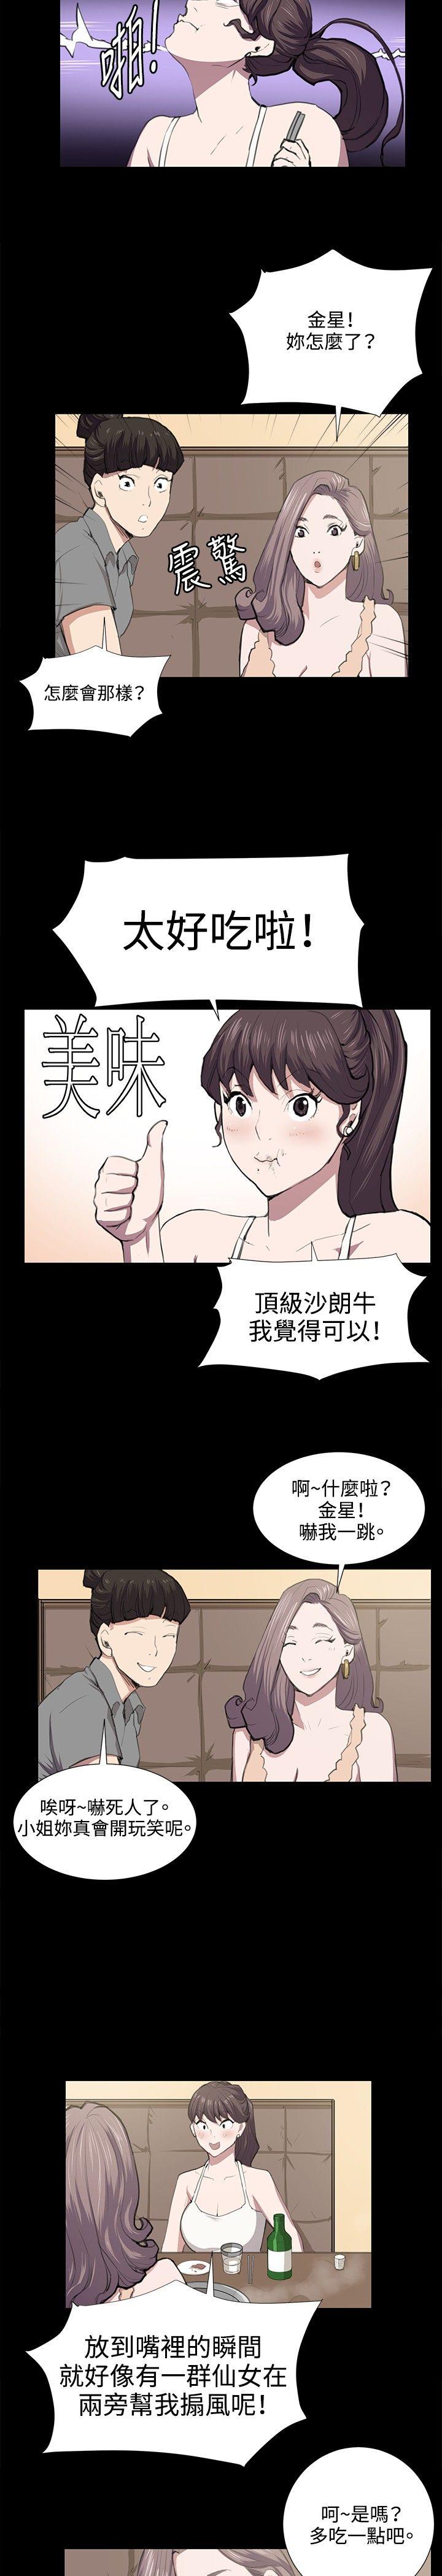 啪!
金星!
妳怎麼了?
震驚
怎麼會那樣?
太好吃啦!
美味
頂級沙朗牛
我覺得可以!
啊~什麼啦?
金星!
嚇我一跳。
唉呀~嚇死人了。
小姐妳真會開玩笑呢。
放到嘴裡的瞬間
就好像有一群仙女在
兩旁幫我搧風呢!
呵~是嗎?
多吃一點吧。